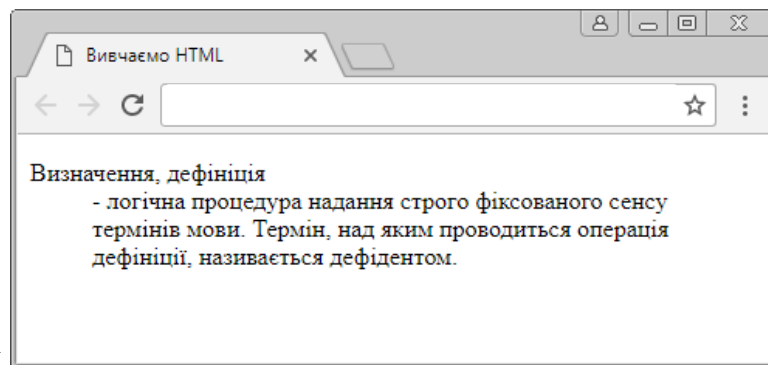 Вивчаємо HTML
Визначення, дефініція
- логічна процедура надання строго фіксованого сенсу
термінів мови. Термін, над яким проводиться операція
дефініції, називається дефідентом.